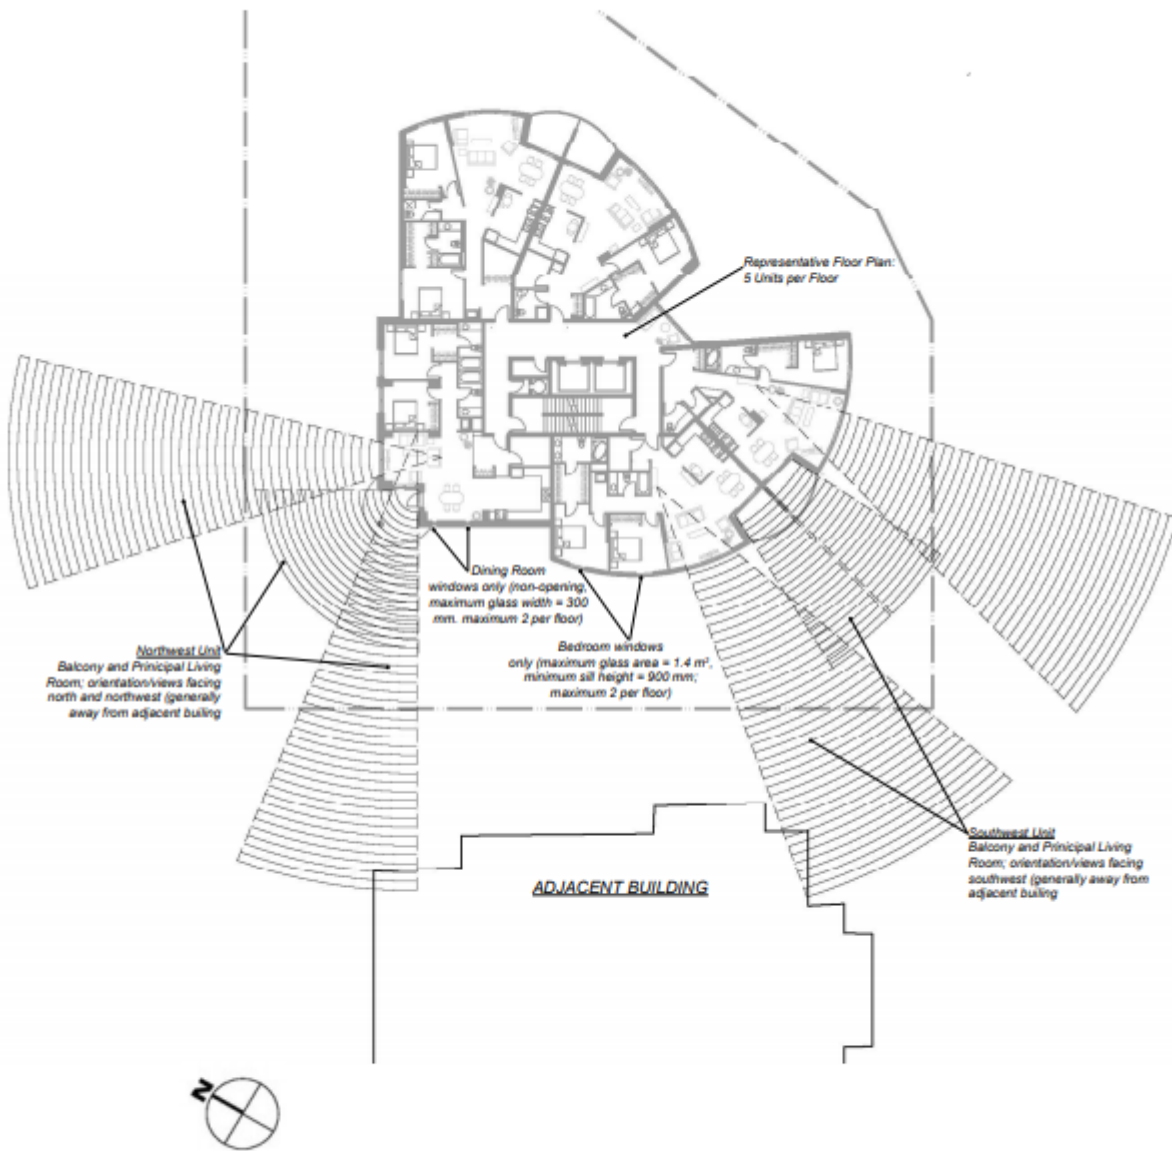 Representative Floor Plan:
5 Units per Floor
Dining Room
windows only (non-opening,
maximum glass width = 300
mm. maximum 2 per floor)
Bedroom windows
only (maximum glass area = 1.4 m²,
minimum sill height = 900 mm;
maximum 2 per floor)
Northwest Unit
Balcony and Prinicipal Living
Room; orientation/views facing
north and northwest (generally
away from adjacent builing
Southwest Unit
Balcony and Prinicipal Living
Room; orientation/views facing
southwest (generally away from
adjacent builing
ADJACENT BUILDING
N